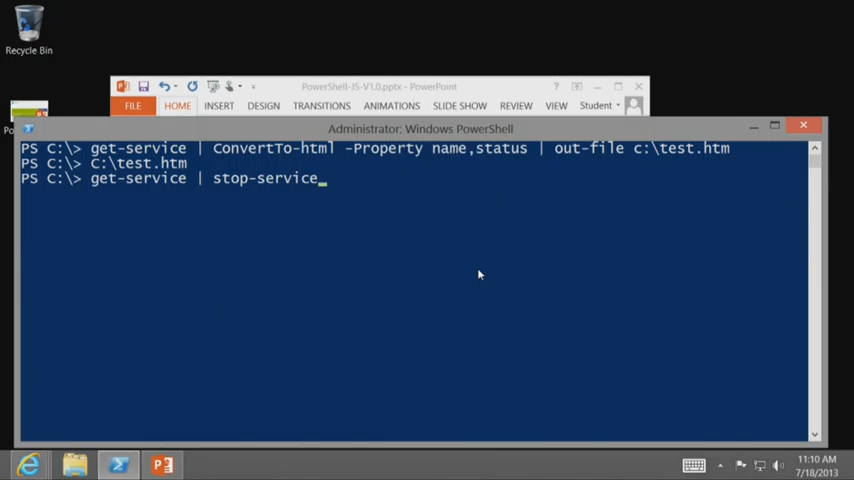 Recycle Bin
PowerShell-JS-V1.0.pptx - PowerPoint
FILE HOME INSERT DESIGN TRANSITIONS ANIMATIONS SLIDE SHOW REVIEW VIEW Student
Administrator: Windows PowerShell
PS C:\> get-service | ConvertTo-html -Property name,status | out-file c:\test.htm
PS C:\> C:\test.htm
PS C:\> get-service | stop-service
11:10 AM
7/18/2013